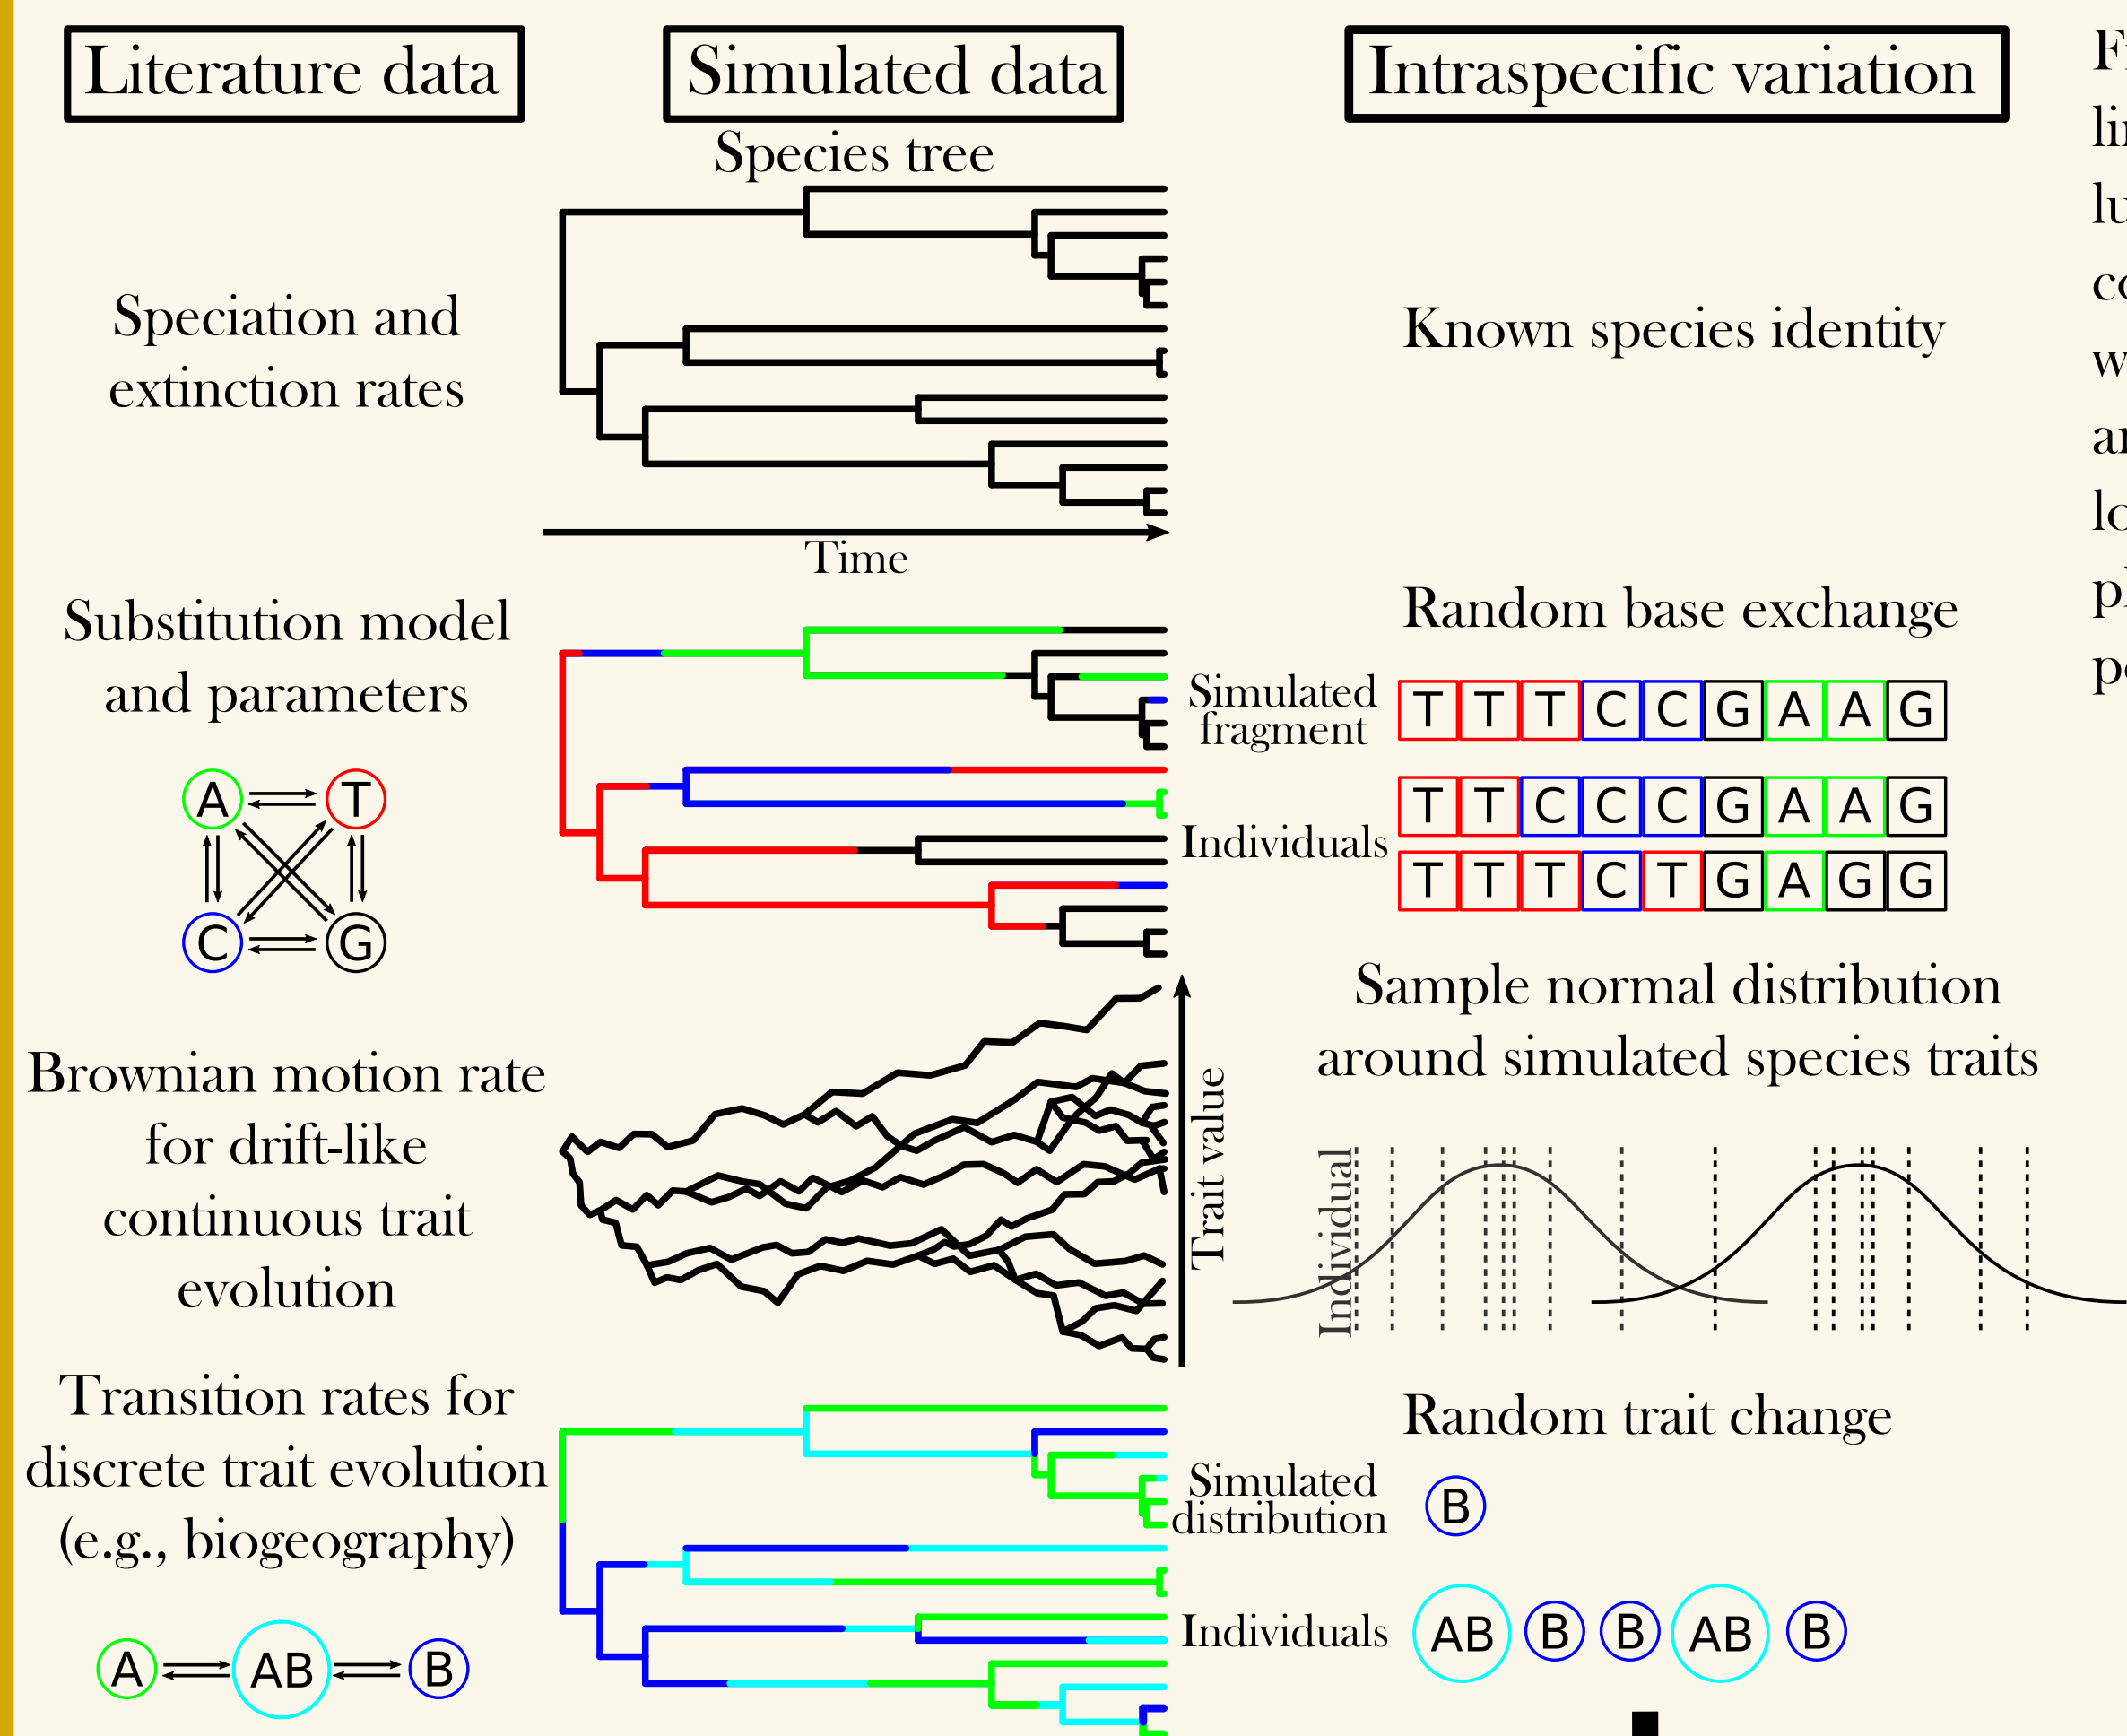 Literature data
Simulated data
Intraspecific variation
Species tree
Speciation and
extinction rates
Known species identity
Time
Substitution model
and parameters
A T
C G
Random base exchange
Simulated
fragment
T T T C C G A A G
Individuals
T T C C C G A A G
T T T C T G A G G
Brownian motion rate
for drift-like
continuous trait
evolution
Trait value
Sample normal distribution
around simulated species traits
Individual
Transition rates for
discrete trait evolution
(e.g., biogeography)
A AB B
Random trait change
Simulated
distribution
B
Individuals
AB B B AB B